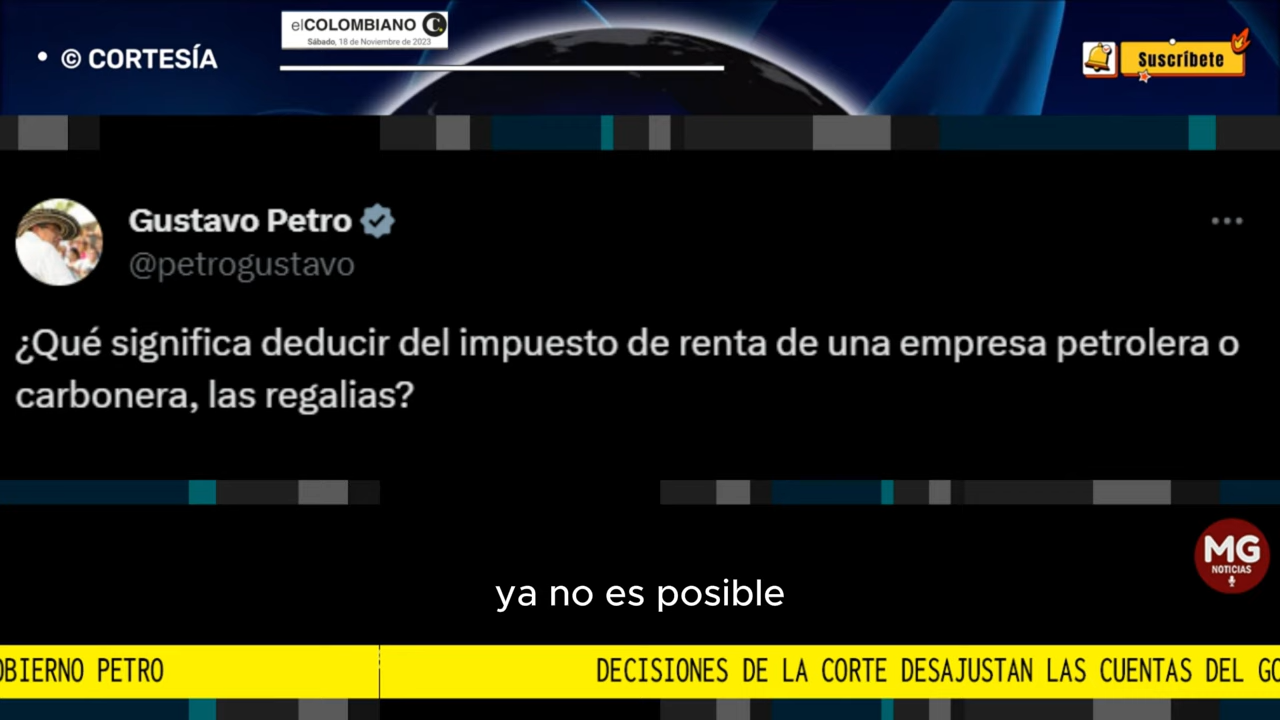 elCOLOMBIANO
Sábado, 18 de Noviembre de 2023
• © CORTESÍA
Suscríbete
Gustavo Petro
@petrogustavo
¿Qué significa deducir del impuesto de renta de una empresa petrolera o
carbonera, las regalias?
MG
NOTICIAS
ya no es posible
OBIERNO PETRO
DECISIONES DE LA CORTE DESAJUSTAN LAS CUENTAS DEL GO